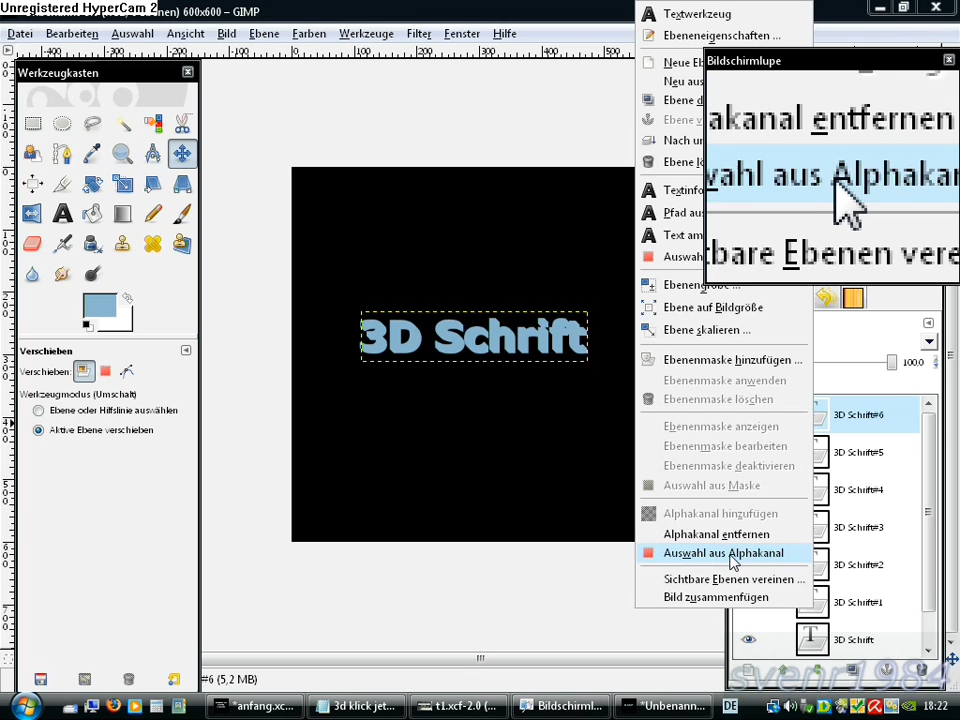 Unregistered HyperCam 2
600x600 – GIMP
Datei Bearbeiten Auswahl Ansicht Bild Ebene Farben Werkzeuge Filter Fenster Hilfe
Werkzeugkasten
Verschieben
Verschieben:
Werkzeugmodus (Umschalt)
Ebene oder Hilfslinie auswählen
Aktive Ebene verschieben
3D Schrift
Textwerkzeug
Ebeneneigenschaften ...
Neue Eb
Neu aus
Ebene d
Ebene v
Nach u
Ebene l
Textinfo
Pfad aus
Text am
Auswah
Ebenengröße ...
Ebene auf Bildgröße
Ebene skalieren ...
Ebenenmaske hinzufügen ...
Ebenenmaske anwenden
Ebenenmaske löschen
Ebenenmaske anzeigen
Ebenenmaske bearbeiten
Ebenenmaske deaktivieren
Auswahl aus Maske
Alphakanal hinzufügen
Alphakanal entfernen
Auswahl aus Alphakanal
Sichtbare Ebenen vereinen ...
Bild zusammenfügen
Bildschirmlupe
akanal entfernen
wahl aus Alphakan
tbare Ebenen vere
100,0
3D Schrift#6
3D Schrift#5
3D Schrift#4
3D Schrift#3
3D Schrift#2
3D Schrift#1
3D Schrift
#6 (5,2 MB)
svenr1984
*anfang.xc...
3d klick jet...
t1.xcf-2.0 (...
Bildschirml...
*Unbenann...
DE
18:22